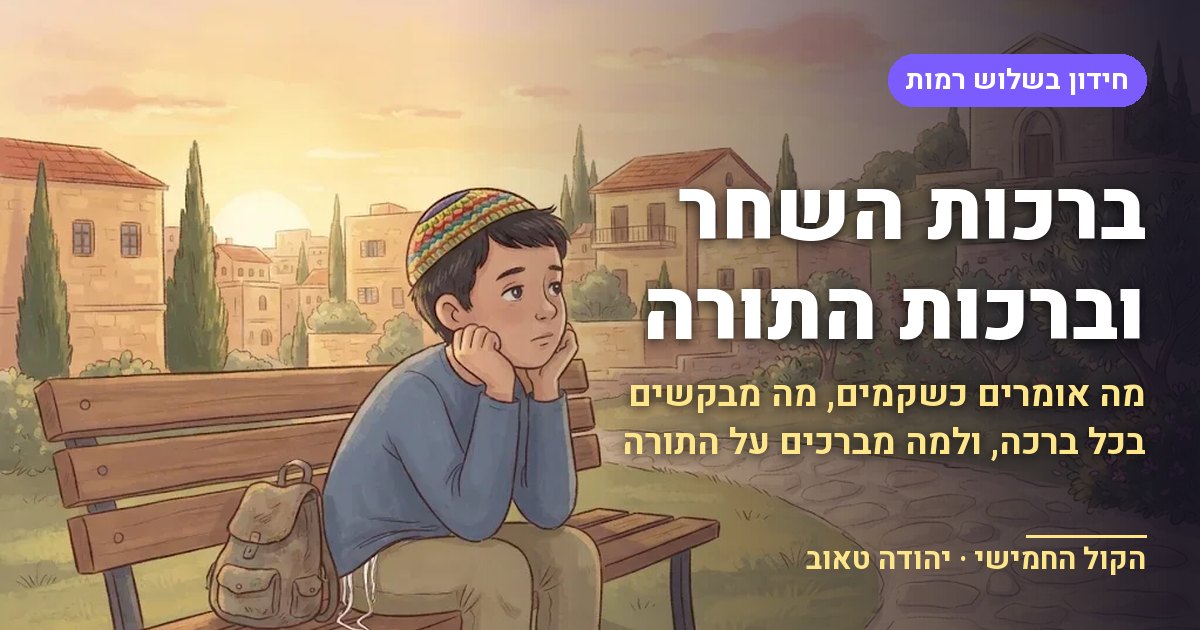 חידון בשלוש רמות
ברכות השחר
וברכות התורה
מה אומרים כשקמים, מה מבקשים
בכל ברכה, ולמה מברכים על התורה
הקול החמישי · יהודה טאוב